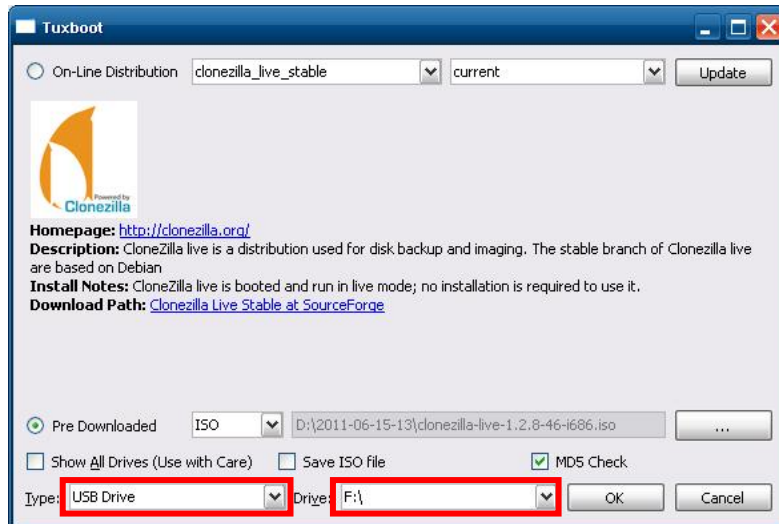 Tuxboot
On-Line Distribution clonezilla_live_stable current Update
Powered by
Clonezilla
Homepage: http://clonezilla.org/
Description: CloneZilla live is a distribution used for disk backup and imaging. The stable branch of Clonezilla live
are based on Debian
Install Notes: CloneZilla live is booted and run in live mode; no installation is required to use it.
Download Path: Clonezilla Live Stable at SourceForge
Pre Downloaded ISO D:\2011-06-15-13\clonezilla-live-1.2.8-46-i686.iso ...
Show All Drives (Use with Care) Save ISO file MD5 Check
Type: USB Drive Drive: F:\ OK Cancel